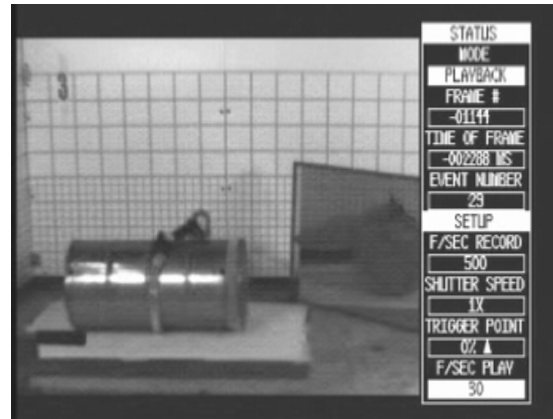 STATUS
MODE
PLAYBACK
FRAME #
-01144
TIME OF FRAME
-002288 MS
EVENT NUMBER
29
SETUP
F/SEC RECORD
500
SHUTTER SPEED
1X
TRIGGER POINT
0% ▲
F/SEC PLAY
30